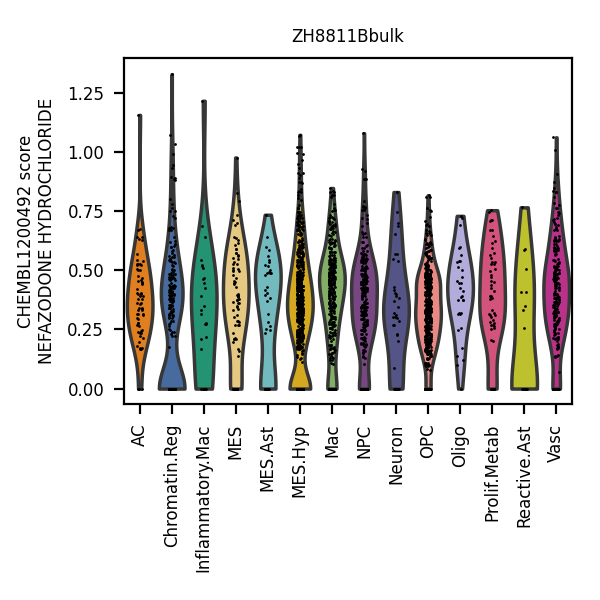 ZH8811Bbulk
CHEMBL1200492 score
NEFAZODONE HYDROCHLORIDE
1.25
1.00
0.75
0.50
0.25
0.00
AC
Chromatin.Reg
Inflammatory.Mac
MES
MES.Ast
MES.Hyp
Mac
NPC
Neuron
OPC
Oligo
Prolif.Metab
Reactive.Ast
Vasc